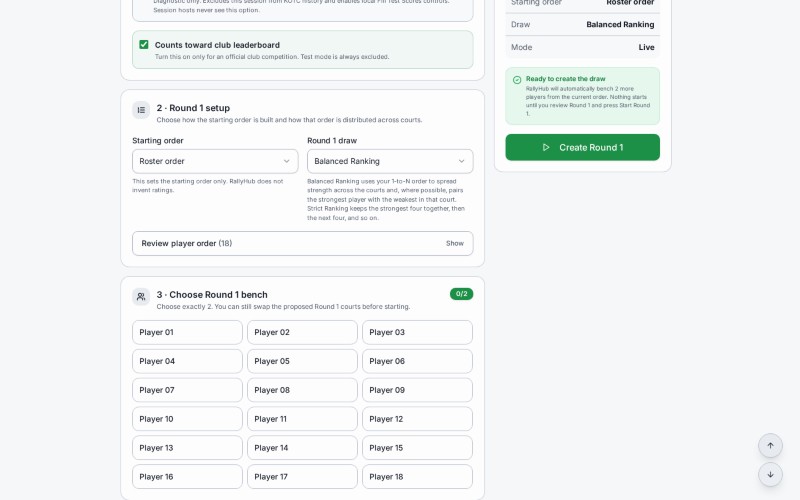 Diagnostic only. Excludes this session from KOTC history and enables local Fill Test Scores controls.
Session hosts never see this option.
Counts toward club leaderboard
Turn this on only for an official club competition. Test mode is always excluded.
2 · Round 1 setup
Choose how the starting order is built and how that order is distributed across courts.
Starting order
Roster order
This sets the starting order only. RallyHub does not
invent ratings.
Round 1 draw
Balanced Ranking
Balanced Ranking uses your 1-to-N order to spread
strength across the courts and, where possible, pairs
the strongest player with the weakest in that court.
Strict Ranking keeps the strongest four together, then
the next four, and so on.
Review player order (18)
Show
3 · Choose Round 1 bench
0/2
Choose exactly 2. You can still swap the proposed Round 1 courts before starting.
Player 01
Player 02
Player 03
Player 04
Player 05
Player 06
Player 07
Player 08
Player 09
Player 10
Player 11
Player 12
Player 13
Player 14
Player 15
Player 16
Player 17
Player 18
Starting order
Roster order
Draw
Balanced Ranking
Mode
Live
Ready to create the draw
RallyHub will automatically bench 2 more
players from the current order. Nothing starts
until you review Round 1 and press Start Round
1.
Create Round 1